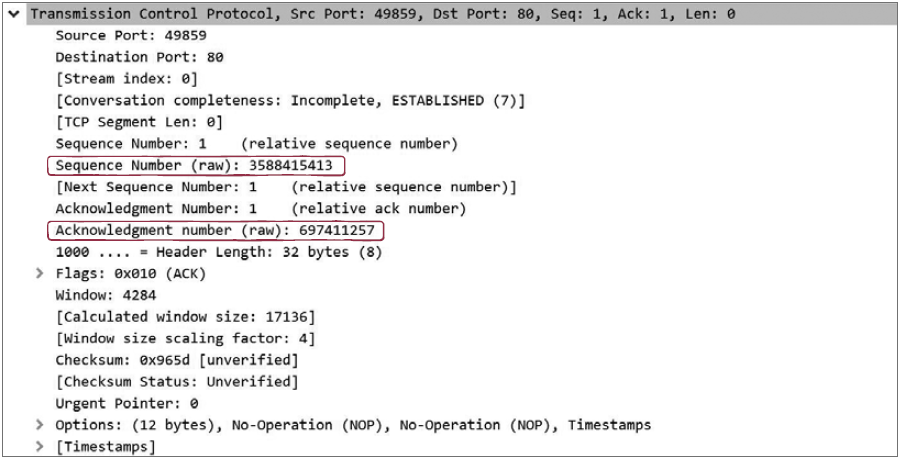 Transmission Control Protocol, Src Port: 49859, Dst Port: 80, Seq: 1, Ack: 1, Len: 0
Source Port: 49859
Destination Port: 80
[Stream index: 0]
[Conversation completeness: Incomplete, ESTABLISHED (7)]
[TCP Segment Len: 0]
Sequence Number: 1    (relative sequence number)
Sequence Number (raw): 3588415413
[Next Sequence Number: 1    (relative sequence number)]
Acknowledgment Number: 1    (relative ack number)
Acknowledgment number (raw): 697411257
1000 .... = Header Length: 32 bytes (8)
Flags: 0x010 (ACK)
Window: 4284
[Calculated window size: 17136]
[Window size scaling factor: 4]
Checksum: 0x965d [unverified]
[Checksum Status: Unverified]
Urgent Pointer: 0
Options: (12 bytes), No-Operation (NOP), No-Operation (NOP), Timestamps
[Timestamps]